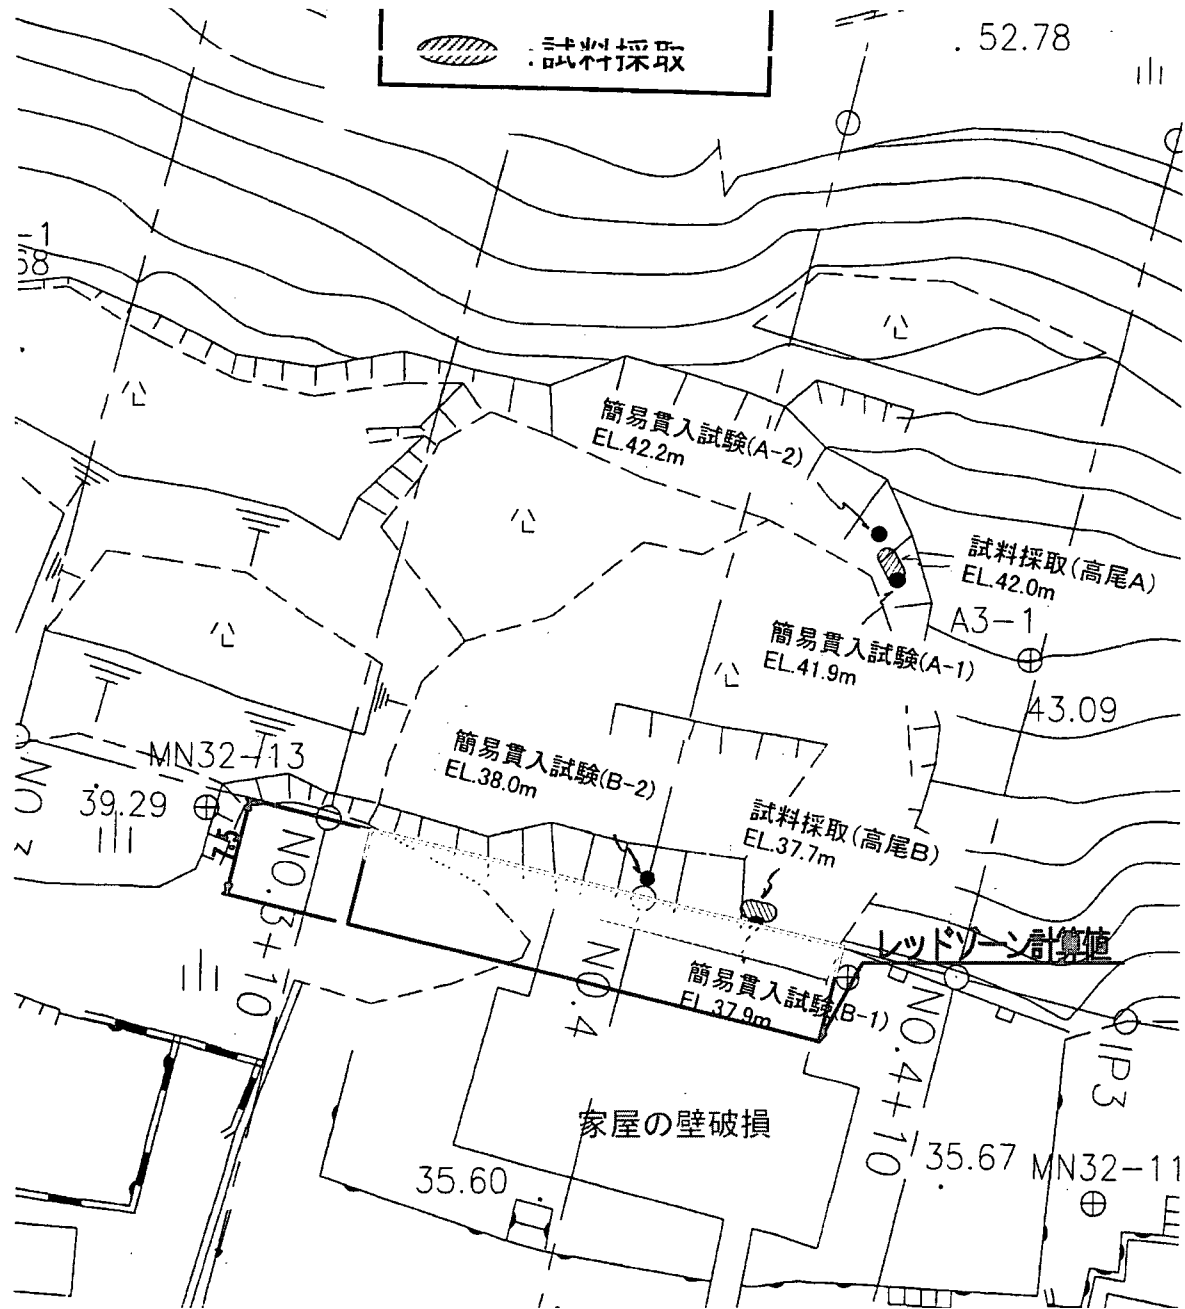 :試料採取
. 52.78
-1
簡易貫入試験(A-2)
EL.42.2m
試料採取(高尾A)
EL.42.0m
A3-1
簡易貫入試験(A-1)
EL.41.9m
43.09
MN32-13
39.29
簡易貫入試験(B-2)
EL.38.0m
試料採取(高尾B)
EL.37.7m
レッドゾーン計算値
簡易貫入試験(B-1)
EL.37.9m
NO.3+10
NO.4
NO.4+10
IP3
家屋の壁破損
35.60
35.67
MN32-11